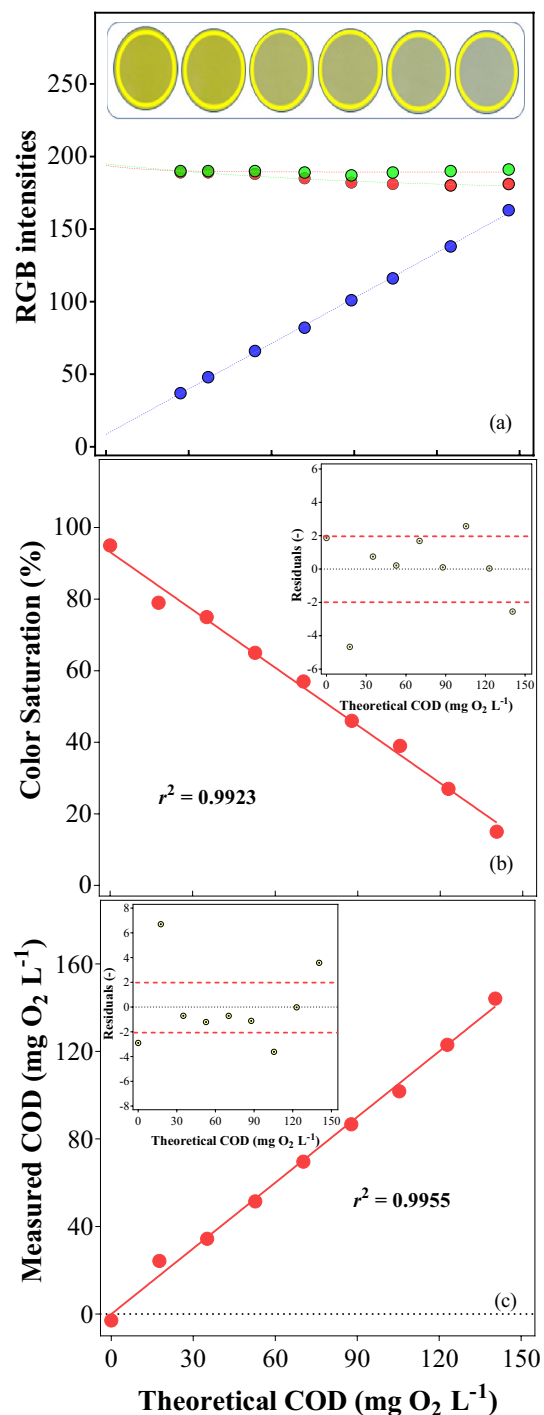 250
200
150
100
50
0
RGB intensities
(a)
100
80
60
40
20
0
Color Saturation (%)
6
4
2
0
-2
-4
-6
Residuals (-)
0 30 60 90 120 150
Theoretical COD (mg O₂ L⁻¹)
r² = 0.9923
(b)
160
120
80
40
0
Measured COD (mg O₂ L⁻¹)
8
6
4
2
0
-2
-4
-6
-8
Residuals (-)
0 30 60 90 120 150
Theoretical COD (mg O₂ L⁻¹)
r² = 0.9955
(c)
0 30 60 90 120 150
Theoretical COD (mg O₂ L⁻¹)